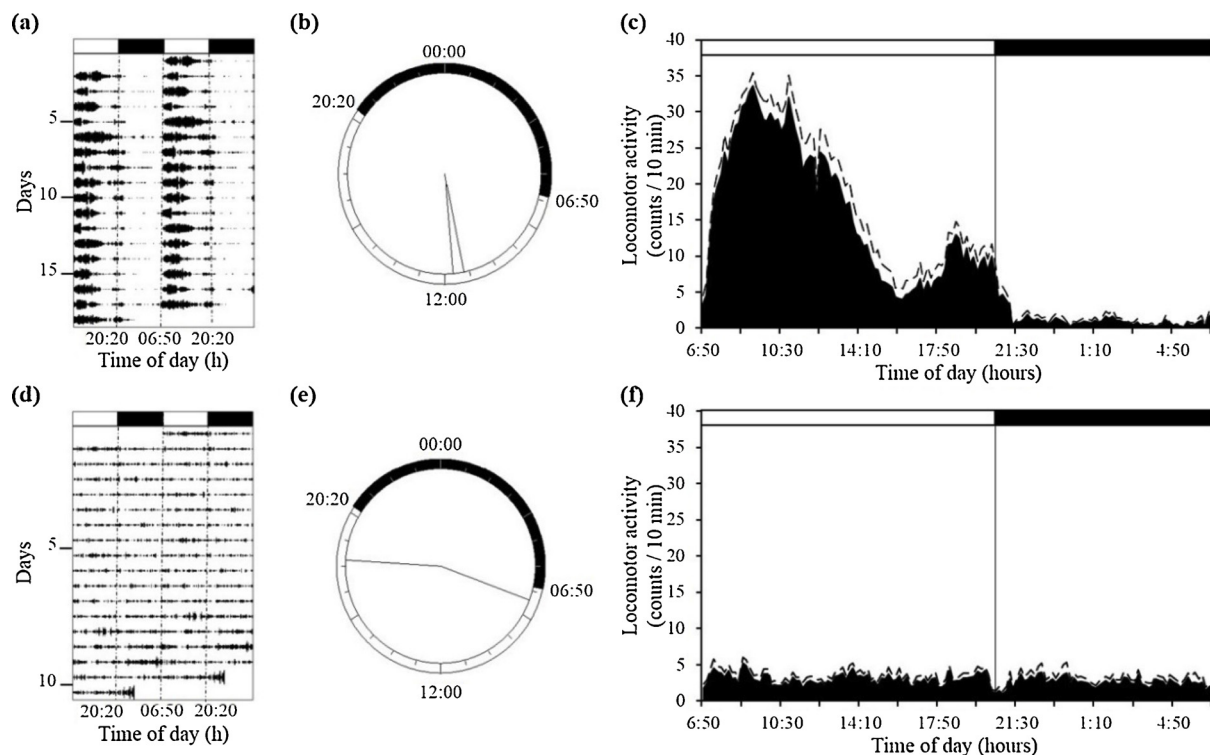 (a)
Days
5
10
15
20:20 06:50 20:20
Time of day (h)
(b)
00:00
20:20
06:50
12:00
(c)
Locomotor activity
(counts / 10 min)
40
35
30
25
20
15
10
5
0
6:50 10:30 14:10 17:50 21:30 1:10 4:50
Time of day (hours)
(d)
Days
5
10
20:20 06:50 20:20
Time of day (h)
(e)
00:00
20:20
06:50
12:00
(f)
Locomotor activity
(counts / 10 min)
40
35
30
25
20
15
10
5
0
6:50 10:30 14:10 17:50 21:30 1:10 4:50
Time of day (hours)